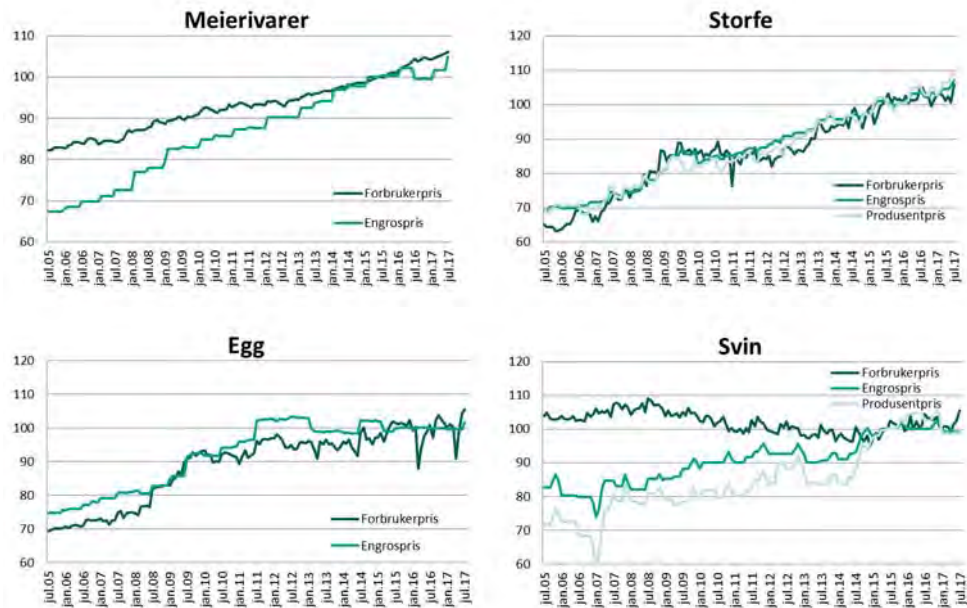 Meierivarer
110
100
90
80
70
60
Forbrukerpris
Engrospris
jul.05
jan.06
jul.06
jan.07
jul.07
jan.08
jul.08
jan.09
jul.09
jan.10
jul.10
jan.11
jul.11
jan.12
jul.12
jan.13
jul.13
jan.14
jul.14
jan.15
jul.15
jan.16
jul.16
jan.17
jul.17
Storfe
120
110
100
90
80
70
60
Forbrukerpris
Engrospris
Produsentpris
jul.05
jan.06
jul.06
jan.07
jul.07
jan.08
jul.08
jan.09
jul.09
jan.10
jul.10
jan.11
jul.11
jan.12
jul.12
jan.13
jul.13
jan.14
jul.14
jan.15
jul.15
jan.16
jul.16
jan.17
jul.17
Egg
120
110
100
90
80
70
60
Forbrukerpris
Engrospris
jul.05
jan.06
jul.06
jan.07
jul.07
jan.08
jul.08
jan.09
jul.09
jan.10
jul.10
jan.11
jul.11
jan.12
jul.12
jan.13
jul.13
jan.14
jul.14
jan.15
jul.15
jan.16
jul.16
jan.17
jul.17
Svin
120
110
100
90
80
70
60
Forbrukerpris
Engrospris
Produsentpris
jul.05
jan.06
jul.06
jan.07
jul.07
jan.08
jul.08
jan.09
jul.09
jan.10
jul.10
jan.11
jul.11
jan.12
jul.12
jan.13
jul.13
jan.14
jul.14
jan.15
jul.15
jan.16
jul.16
jan.17
jul.17